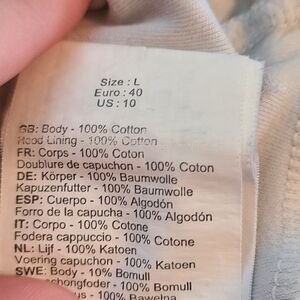 Size : L
Euro : 40
US : 10
GB: Body - 100% Cotton
Hood Lining - 100% Cotton
FR: Corps - 100% Coton
Doublure de capuchon - 100% Coton
DE: Körper - 100% Baumwolle
Kapuzenfutter - 100% Baumwolle
ESP: Cuerpo - 100% Algodón
Forro de la capucha - 100% Algodón
IT: Corpo - 100% Cotone
Fodera cappuccio - 100% Cotone
NL: Lijf - 100% Katoen
Voering capuchon - 100% Katoen
SWE: Body - 10% Bomull
100% Bomull
100% Bawełna